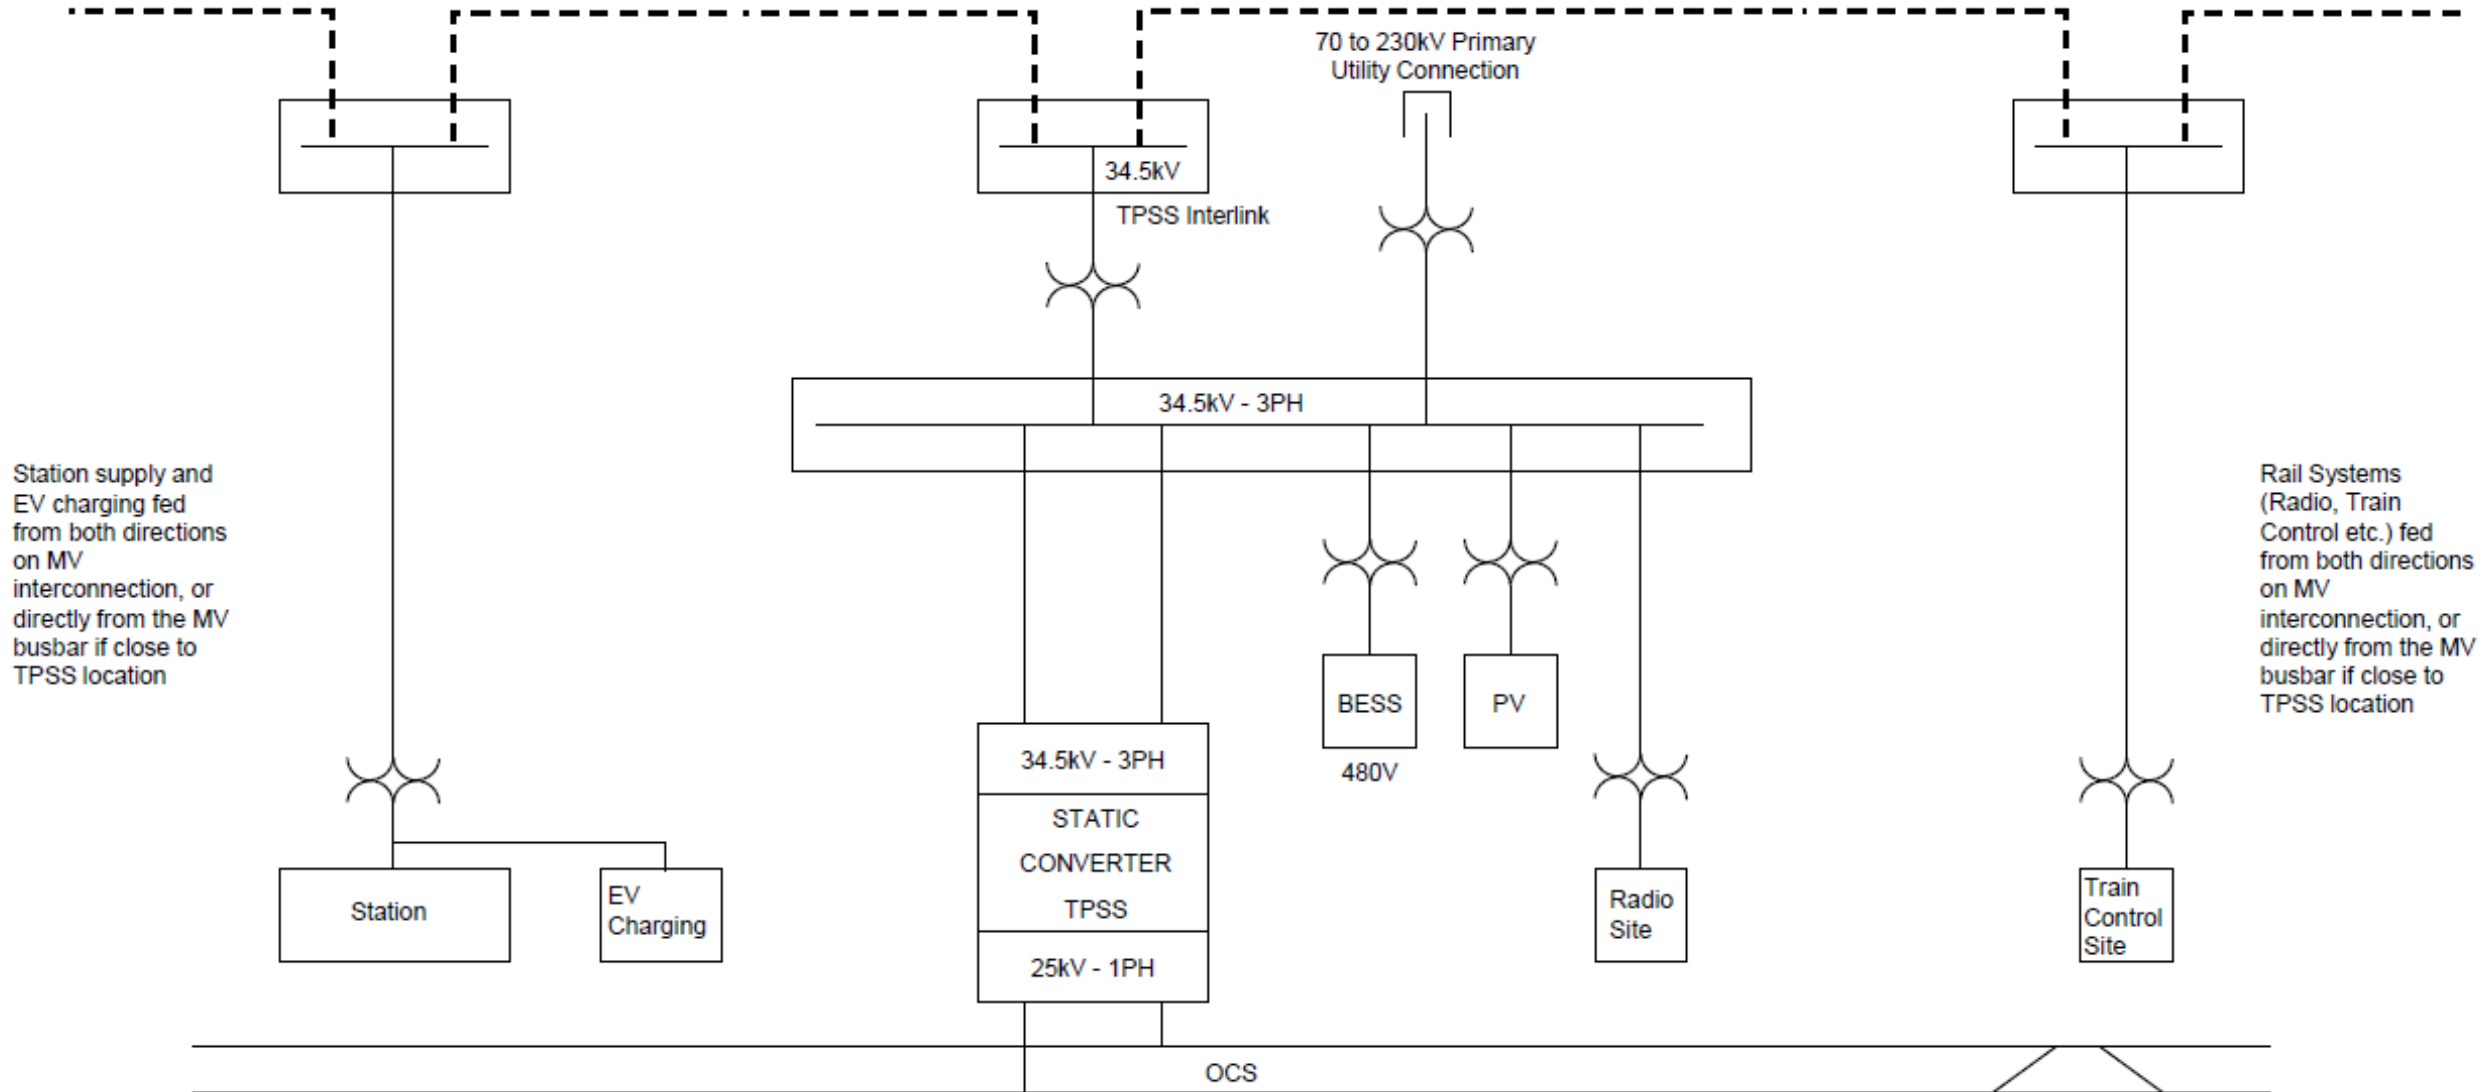 70 to 230kV Primary
Utility Connection
34.5kV
TPSS Interlink
34.5kV - 3PH
Station supply and
EV charging fed
from both directions
on MV
interconnection, or
directly from the MV
busbar if close to
TPSS location
Rail Systems
(Radio, Train
Control etc.) fed
from both directions
on MV
interconnection, or
directly from the MV
busbar if close to
TPSS location
BESS
PV
480V
34.5kV - 3PH
STATIC
CONVERTER
TPSS
25kV - 1PH
Station
EV
Charging
Radio
Site
Train
Control
Site
OCS